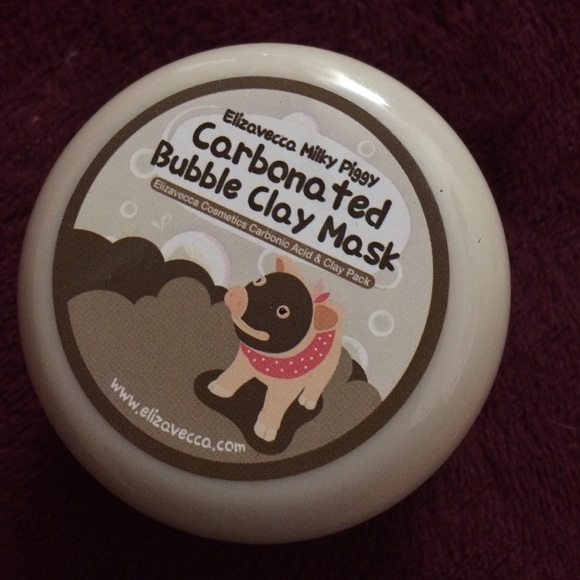 Elizavecca Milky Piggy
Carbonated
Bubble Clay Mask
Elizavecca Cosmetics Carbonic Acid & Clay Pack
www.elizavecca.com